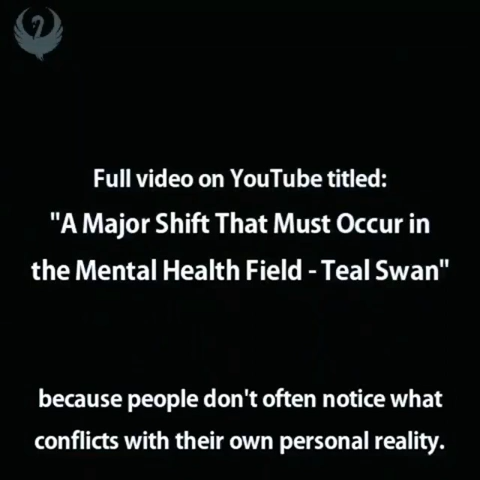 Full video on YouTube titled:
"A Major Shift That Must Occur in
the Mental Health Field - Teal Swan"
because people don't often notice what
conflicts with their own personal reality.